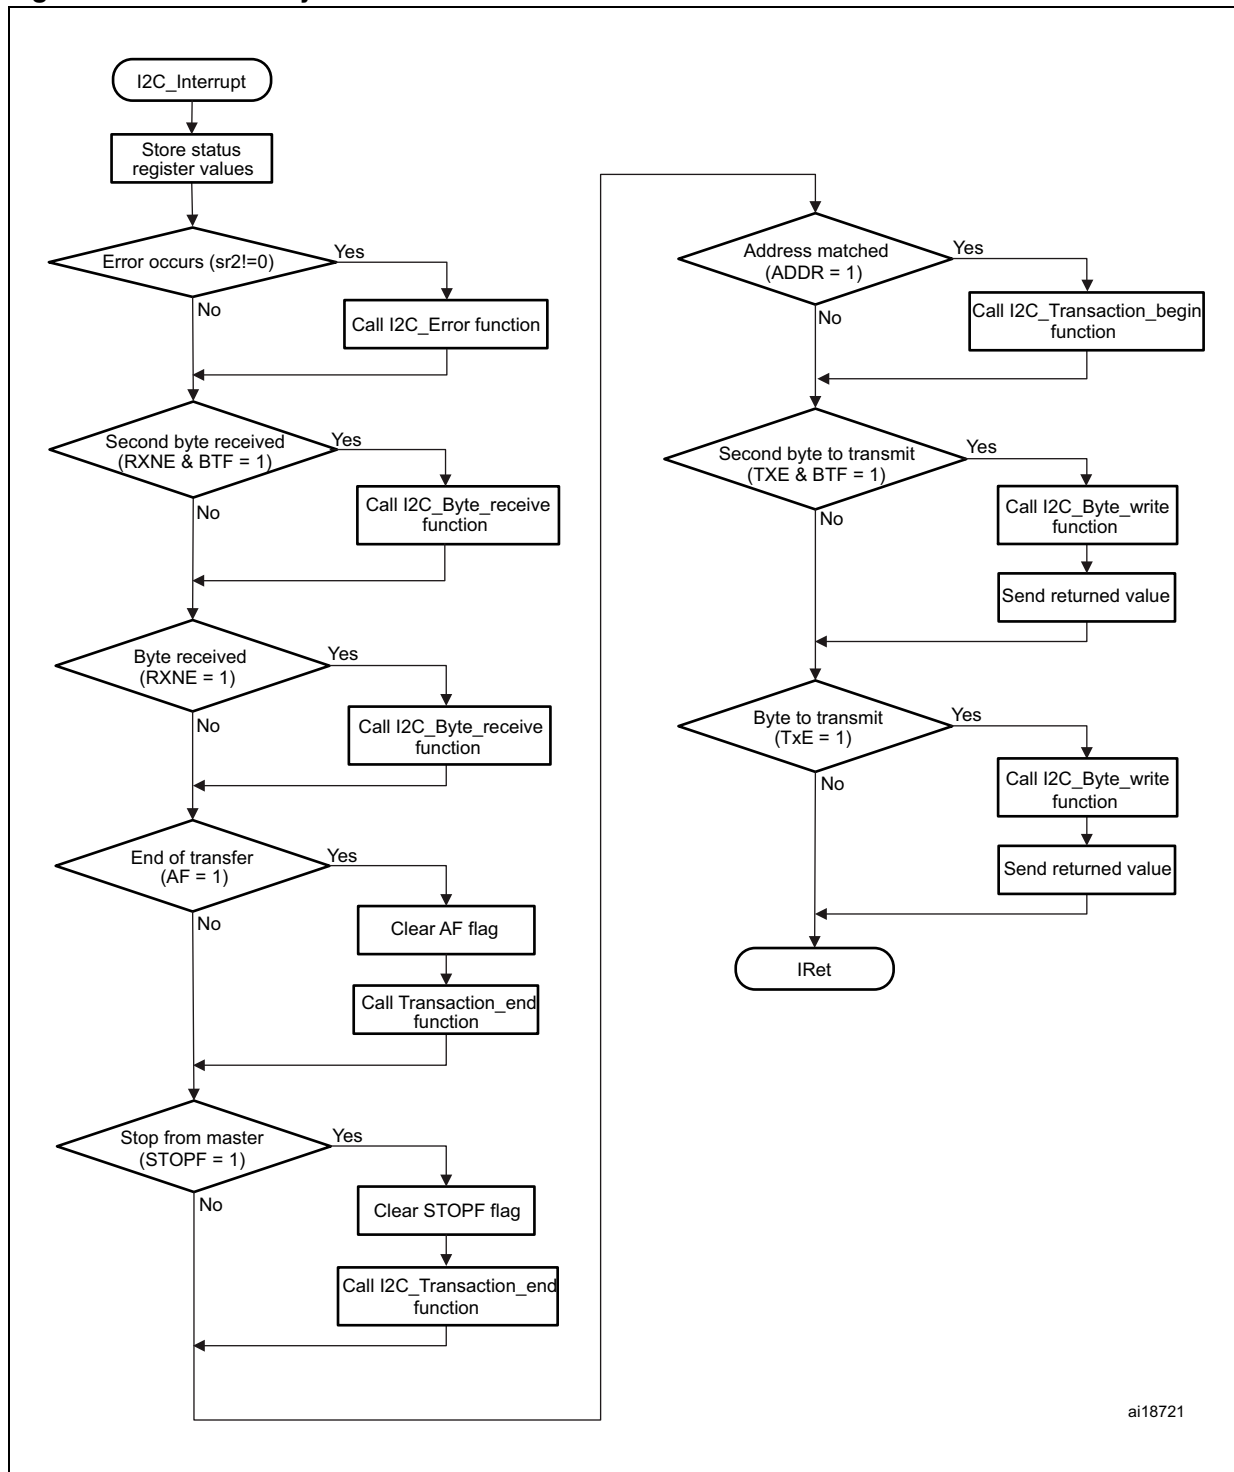 I2C_Interrupt
Store status
register values
Error occurs (sr2!=0)
Yes
No
Call I2C_Error function
Second byte received
(RXNE & BTF = 1)
Yes
No
Call I2C_Byte_receive
function
Byte received
(RXNE = 1)
Yes
No
Call I2C_Byte_receive
function
End of transfer
(AF = 1)
Yes
No
Clear AF flag
Call Transaction_end
function
Stop from master
(STOPF = 1)
Yes
No
Clear STOPF flag
Call I2C_Transaction_end
function
Address matched
(ADDR = 1)
Yes
No
Call I2C_Transaction_begin
function
Second byte to transmit
(TXE & BTF = 1)
Yes
No
Call I2C_Byte_write
function
Send returned value
Byte to transmit
(TxE = 1)
Yes
No
Call I2C_Byte_write
function
Send returned value
IRet
ai18721